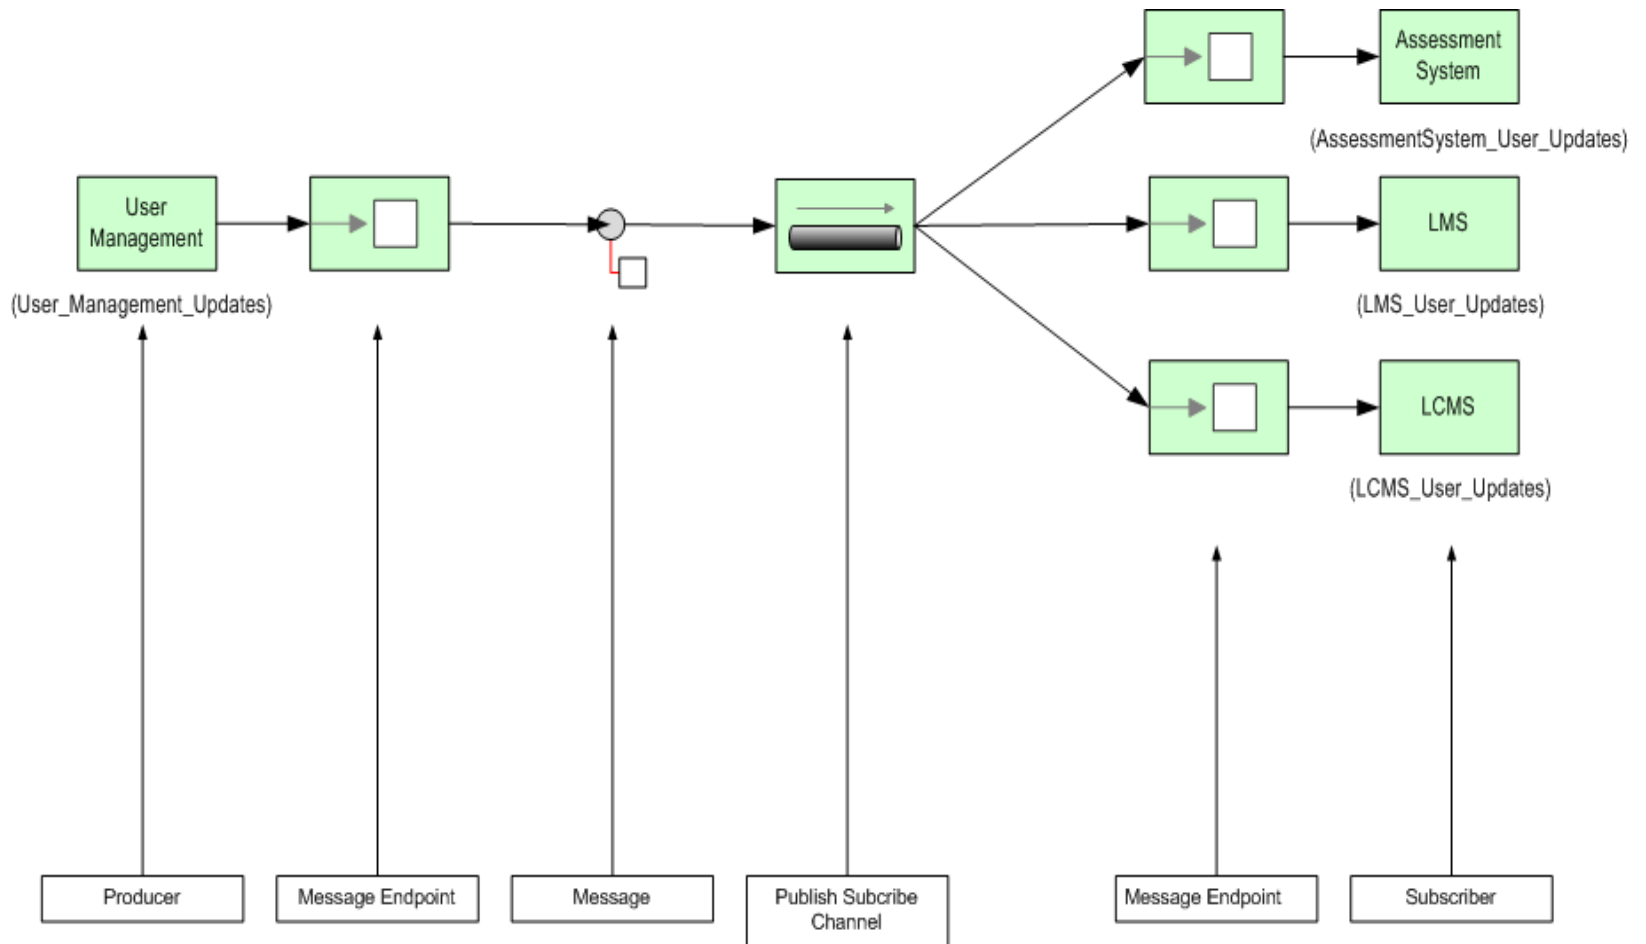 Assessment
System
(AssessmentSystem_User_Updates)
User
Management
(User_Management_Updates)
LMS
(LMS_User_Updates)
LCMS
(LCMS_User_Updates)
Producer
Message Endpoint
Message
Publish Subcribe
Channel
Message Endpoint
Subscriber